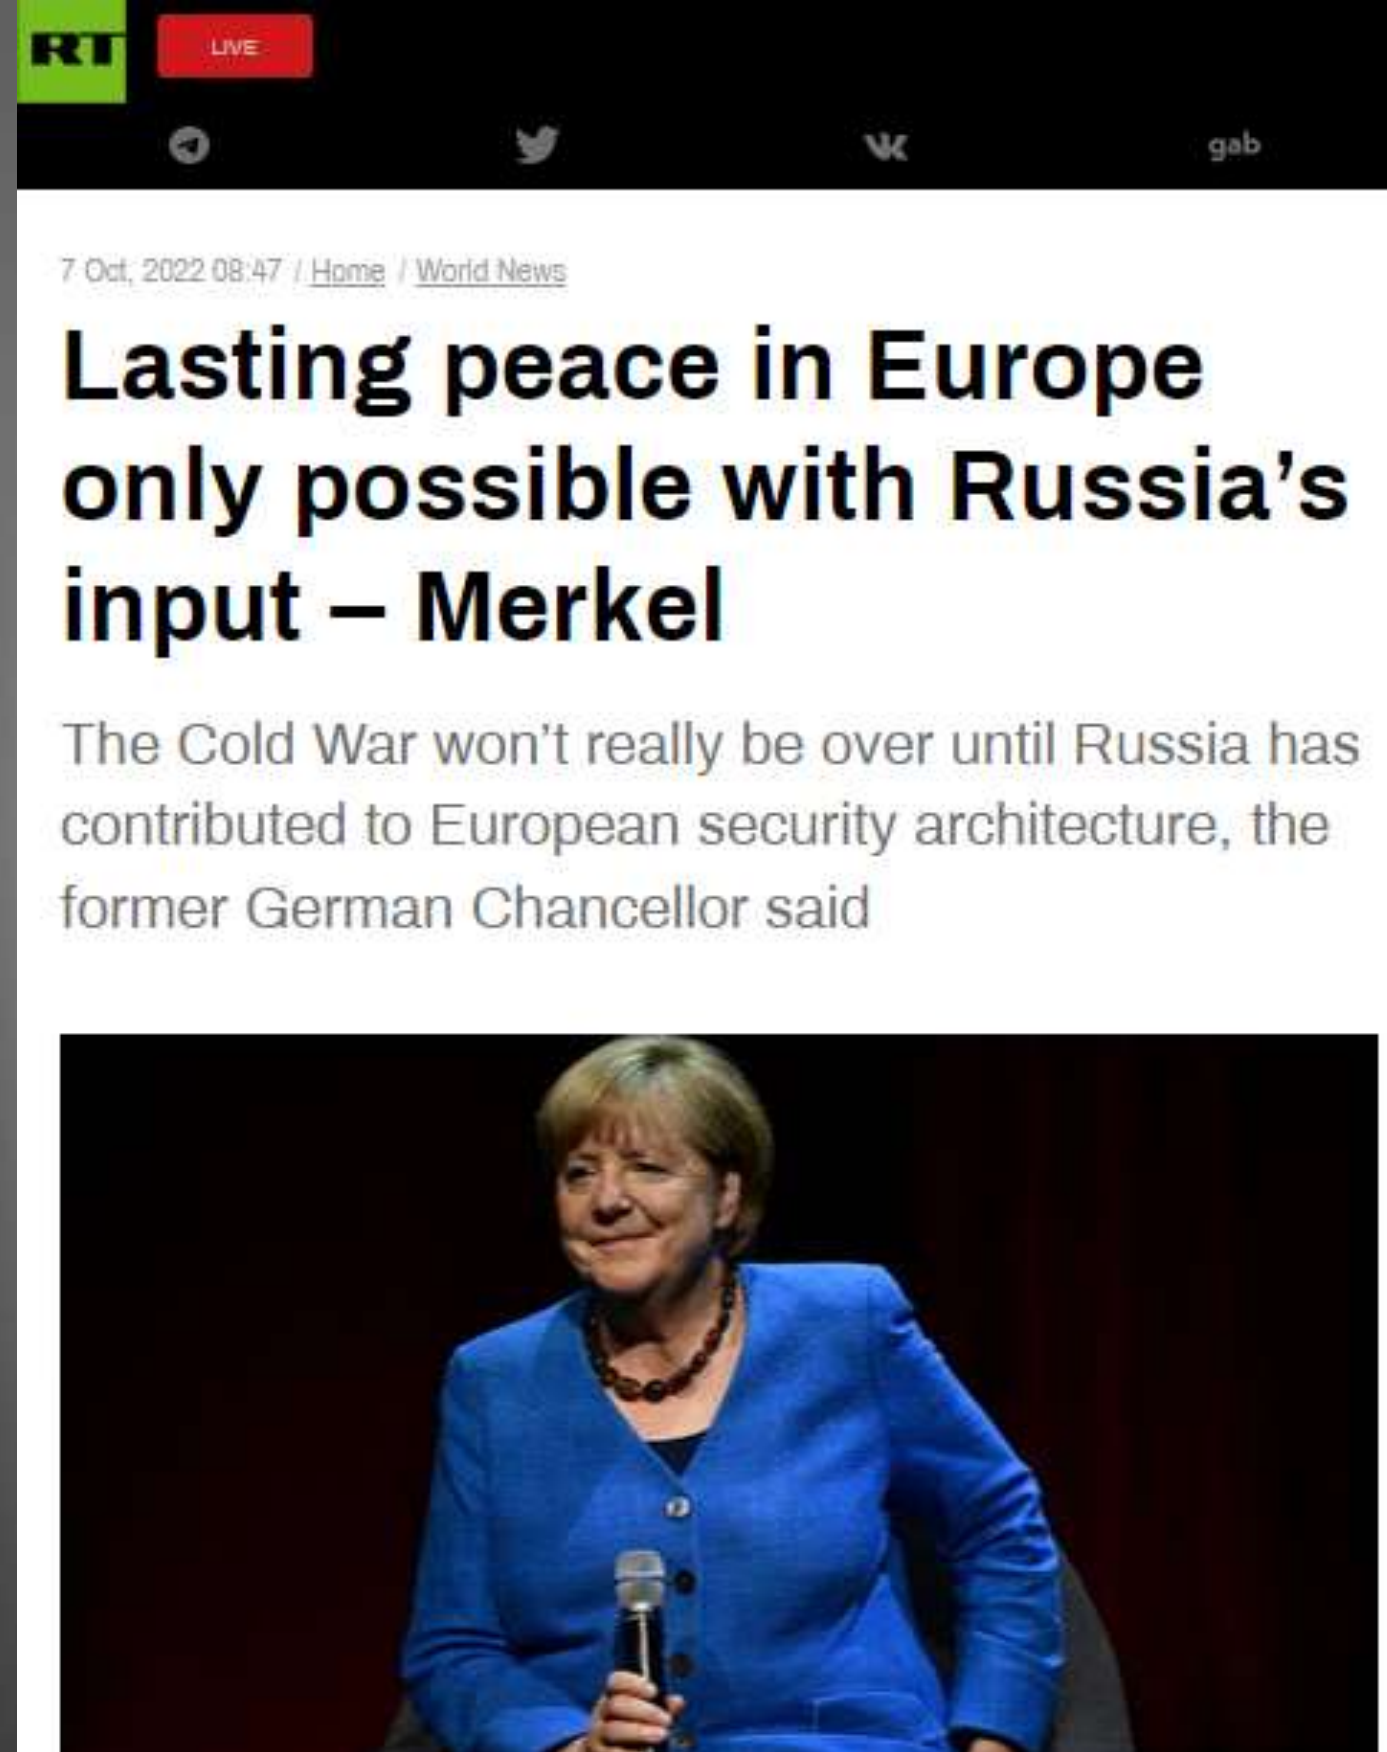 RT
LIVE
gab
7 Oct, 2022 08:47 / Home / World News
Lasting peace in Europe
only possible with Russia's
input – Merkel
The Cold War won't really be over until Russia has
contributed to European security architecture, the
former German Chancellor said